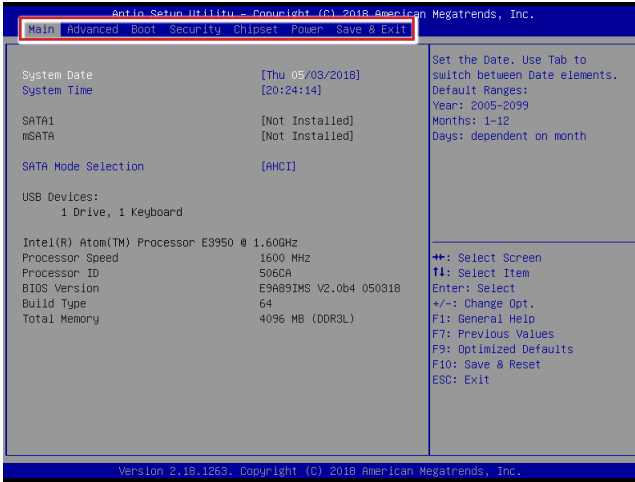 Aptio Setup Utility – Copyright (C) 2018 American Megatrends, Inc.
Main Advanced Boot Security Chipset Power Save & Exit
System Date [Thu 05/03/2018]
System Time [20:24:14]
SATA1 [Not Installed]
mSATA [Not Installed]
SATA Mode Selection [AHCI]
USB Devices:
1 Drive, 1 Keyboard
Intel(R) Atom(TM) Processor E3950 @ 1.60GHz
Processor Speed 1600 MHz
Processor ID 506CA
BIOS Version E9A89IMS V2.0b4 050318
Build Type 64
Total Memory 4096 MB (DDR3L)
Set the Date. Use Tab to
switch between Date elements.
Default Ranges:
Year: 2005-2099
Months: 1-12
Days: dependent on month
→←: Select Screen
↑↓: Select Item
Enter: Select
+/-: Change Opt.
F1: General Help
F7: Previous Values
F9: Optimized Defaults
F10: Save & Reset
ESC: Exit
Version 2.18.1263. Copyright (C) 2018 American Megatrends, Inc.